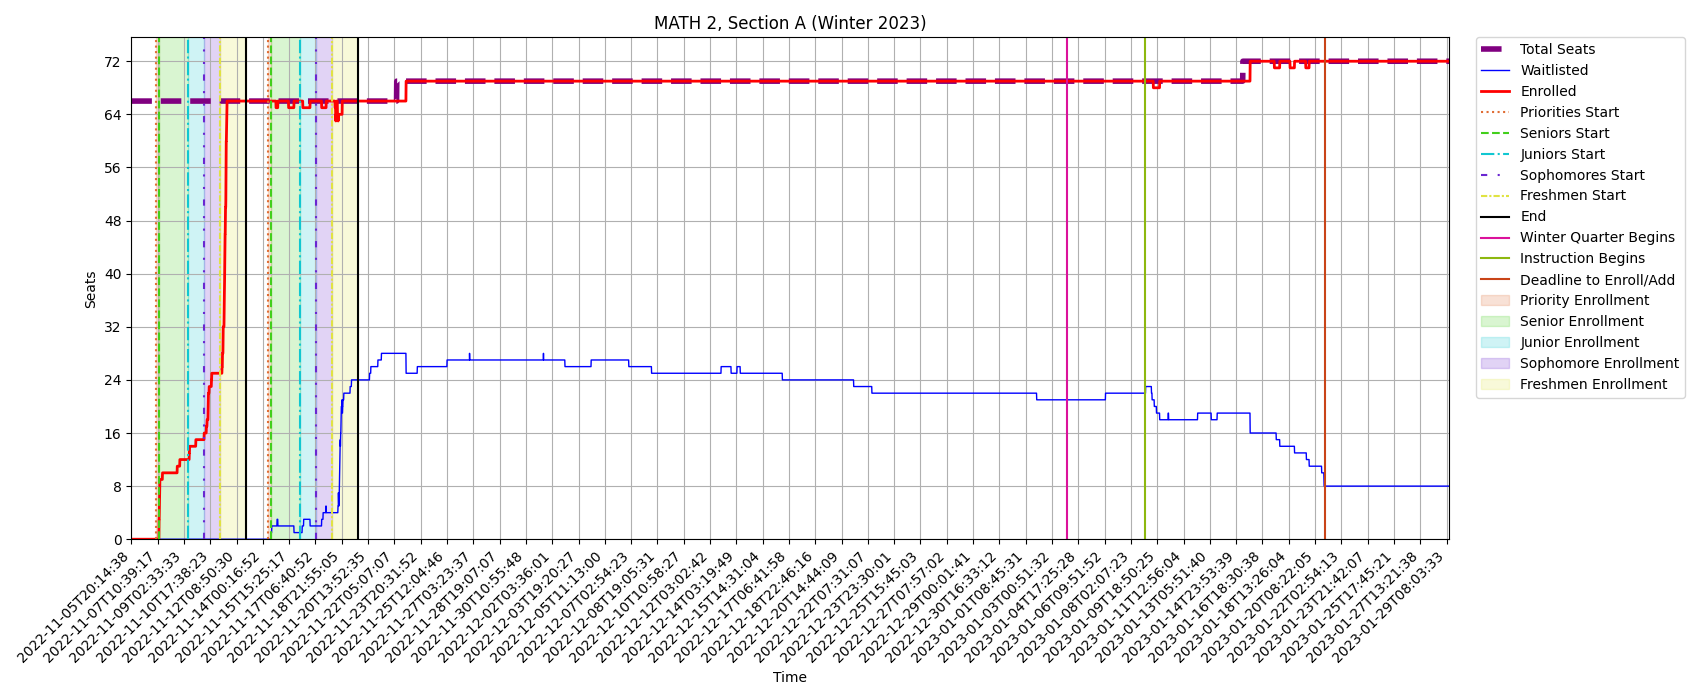 MATH 2, Section A (Winter 2023)
Seats
72
64
56
48
40
32
24
16
8
0
2022-11-05T20:14:38
2022-11-07T10:39:17
2022-11-09T02:33:33
2022-11-10T17:38:23
2022-11-12T08:50:30
2022-11-14T00:16:52
2022-11-15T15:25:17
2022-11-17T06:40:52
2022-11-18T21:55:05
2022-11-20T13:52:35
2022-11-22T05:07:07
2022-11-23T20:31:52
2022-11-25T12:04:46
2022-11-27T03:23:37
2022-11-28T19:07:07
2022-11-30T10:55:48
2022-12-02T03:36:01
2022-12-03T19:20:27
2022-12-05T11:13:00
2022-12-07T02:54:23
2022-12-08T19:05:31
2022-12-10T10:58:27
2022-12-12T03:02:42
2022-12-14T03:19:49
2022-12-15T14:31:04
2022-12-17T06:41:58
2022-12-18T22:46:16
2022-12-20T14:44:09
2022-12-22T07:31:07
2022-12-23T23:30:01
2022-12-25T15:45:03
2022-12-27T07:57:02
2022-12-29T00:01:41
2022-12-30T16:33:12
2023-01-01T08:45:31
2023-01-03T00:51:32
2023-01-04T17:25:28
2023-01-06T09:51:52
2023-01-08T02:07:23
2023-01-09T18:50:25
2023-01-11T12:56:04
2023-01-13T05:51:40
2023-01-14T23:53:39
2023-01-16T18:30:38
2023-01-18T13:26:04
2023-01-20T08:22:05
2023-01-22T02:54:13
2023-01-23T21:42:07
2023-01-25T17:45:21
2023-01-27T13:21:38
2023-01-29T08:03:33
Time
Total Seats
Waitlisted
Enrolled
Priorities Start
Seniors Start
Juniors Start
Sophomores Start
Freshmen Start
End
Winter Quarter Begins
Instruction Begins
Deadline to Enroll/Add
Priority Enrollment
Senior Enrollment
Junior Enrollment
Sophomore Enrollment
Freshmen Enrollment